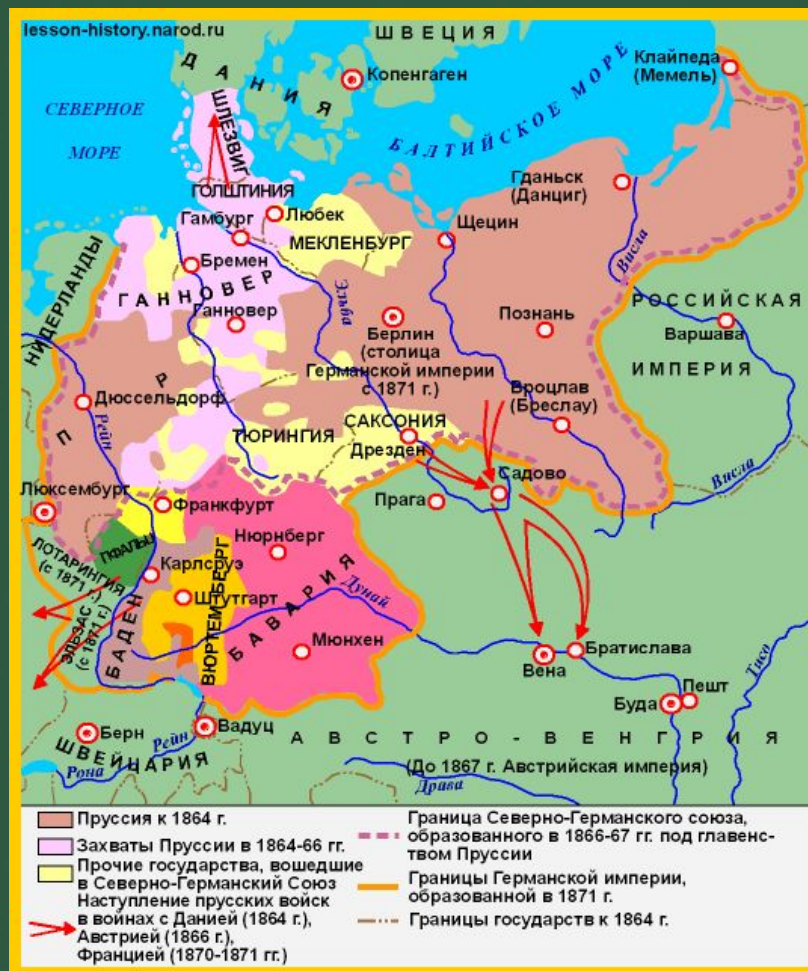 lesson-history.narod.ru
ШВЕЦИЯ
ДАНИЯ
Копенгаген
Клайпеда
(Мемель)
СЕВЕРНОЕ
МОРЕ
БАЛТИЙСКОЕ МОРЕ
ШЛЕЗВИГ
ГОЛШТИНИЯ
Гданьск
(Данциг)
Любек
Гамбург
МЕКЛЕНБУРГ
Щецин
Бремен
Висла
НИДЕРЛАНДЫ
ГАННОВЕР
Ганновер
Эльба
Берлин
(столица
Германской империи
с 1871 г.)
Познань
РОССИЙСКАЯ
Варшава
ИМПЕРИЯ
Дюссельдорф
Рейн
П Р
ТЮРИНГИЯ
САКСОНИЯ
Дрезден
Броцлав
(Бреслау)
Садово
Прага
Висла
Люксембург
Франкфурт
Нюрнберг
ЛОТАРИНГИЯ
(с 1871 г.)
ПФАЛЬЦ
Карлсруэ
Штутгарт
ЭЛЬЗАС
(с 1871 г.)
БАДЕН
ВЮРТЕМБЕРГ
БАВАРИЯ
Дунай
Мюнхен
Вена
Братислава
Тисо
Буда
Пешт
Берн
Вадуц
ШВЕЙЦАРИЯ
Рейн
Рона
АВСТРО-ВЕНГРИЯ
(До 1867 г. Австрийская империя)
Драва
Пруссия к 1864 г.
Захваты Пруссии в 1864-66 гг.
Прочие государства, вошедшие
в Северно-Германский Союз
Наступление прусских войск
в войнах с Данией (1864 г.),
Австрией (1866 г.),
Францией (1870-1871 гг.)
Граница Северно-Германского союза,
образованного в 1866-67 гг. под главенс-
твом Пруссии
Границы Германской империи,
образованной в 1871 г.
Границы государств к 1864 г.